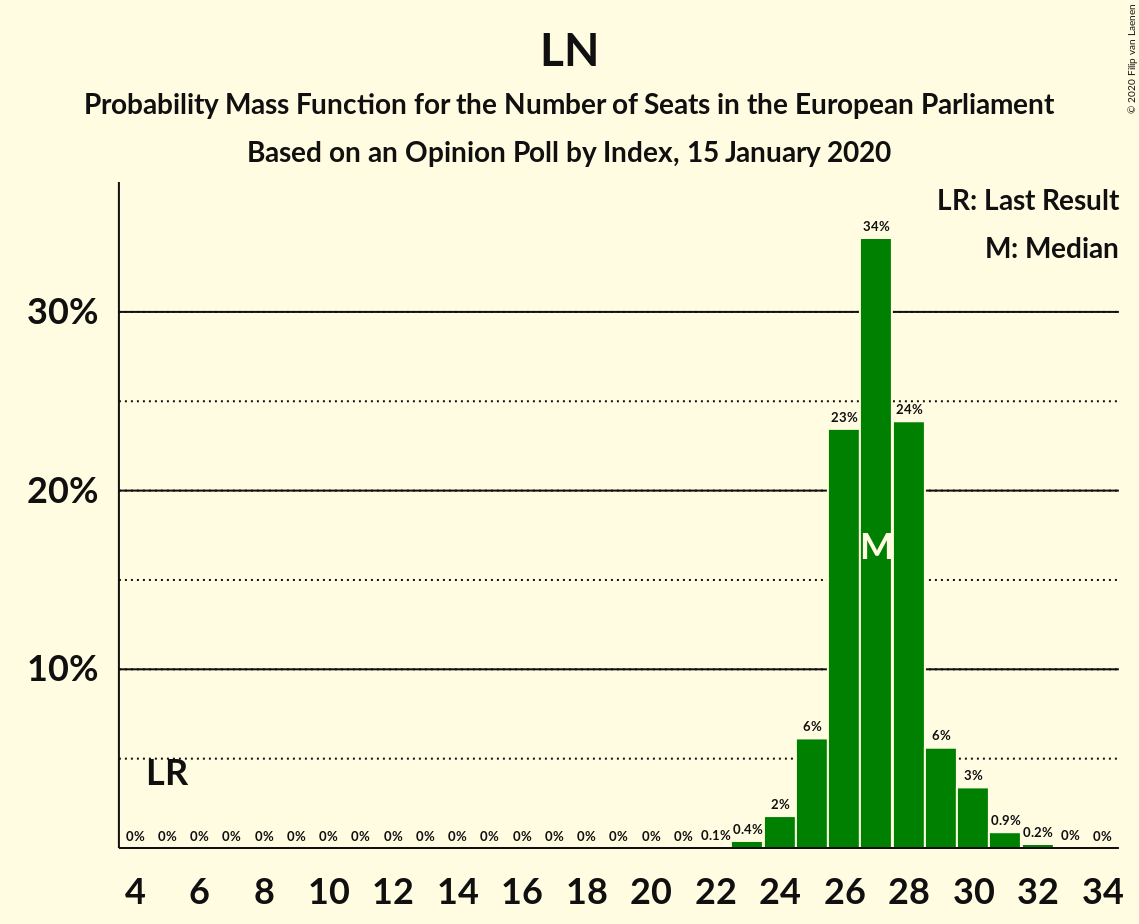 © 2020 Filip van Laenen
LN
Probability Mass Function for the Number of Seats in the European Parliament
Based on an Opinion Poll by Index, 15 January 2020
LR: Last Result
M: Median
30%
20%
10%
34%
23%
24%
M
6%
6%
LR
3%
2%
0% 0% 0% 0% 0% 0% 0% 0% 0% 0% 0% 0% 0% 0% 0% 0% 0% 0% 0.1% 0.4% 0.9% 0.2% 0% 0%
4 6 8 10 12 14 16 18 20 22 24 26 28 30 32 34